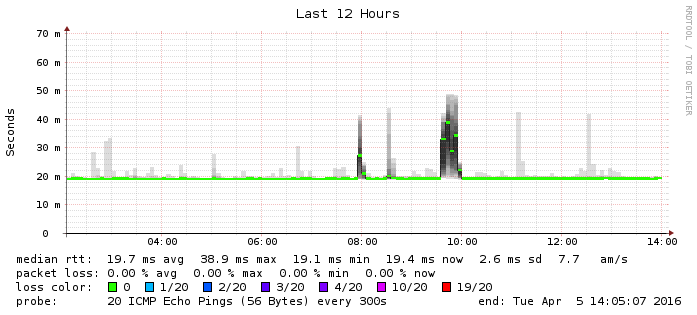 Last 12 Hours
RRDTOOL / TOBI OETIKER
Seconds
70 m
60 m
50 m
40 m
30 m
20 m
10 m
0
04:00 06:00 08:00 10:00 12:00 14:00
median rtt: 19.7 ms avg 38.9 ms max 19.1 ms min 19.4 ms now 2.6 ms sd 7.7 am/s
packet loss: 0.00 % avg 0.00 % max 0.00 % min 0.00 % now
loss color: 0 1/20 2/20 3/20 4/20 10/20 19/20
probe: 20 ICMP Echo Pings (56 Bytes) every 300s end: Tue Apr 5 14:05:07 2016